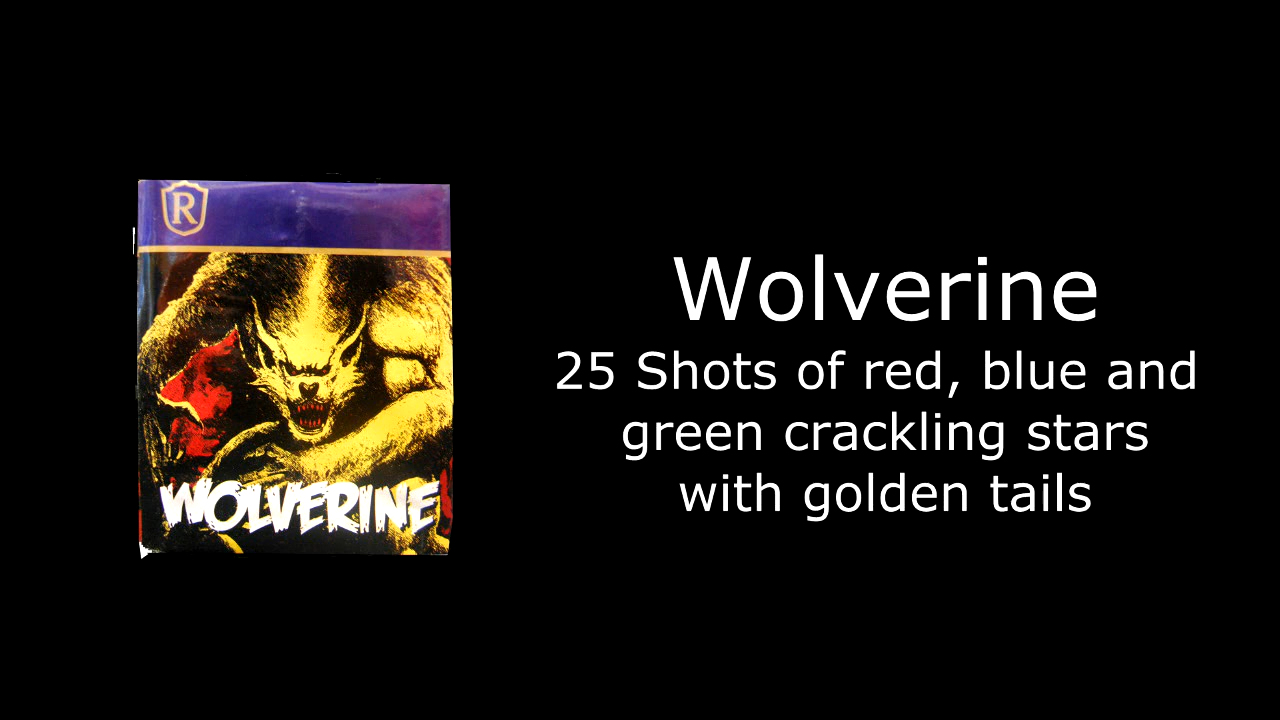 R
WOLVERINE
Wolverine
25 Shots of red, blue and
green crackling stars
with golden tails